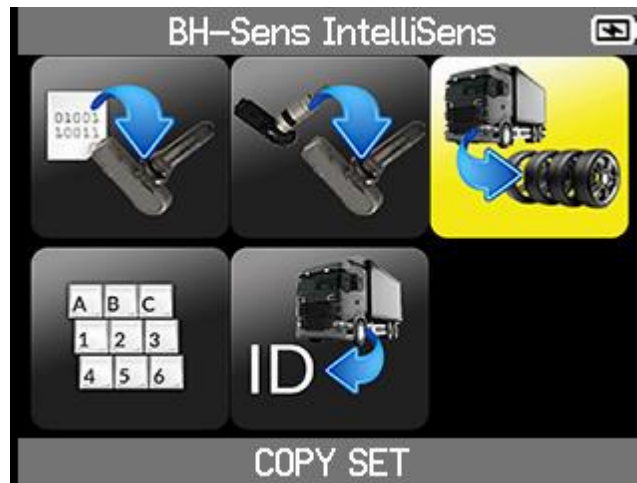 BH-Sens IntelliSens
01001
10011
A B C
1 2 3
4 5 6
ID
COPY SET